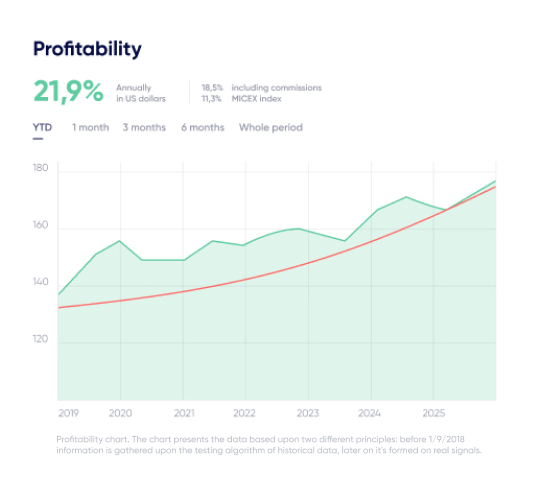 Profitability
21,9%
Annually
in US dollars
18,5% including commissions
11,3% MICEX index
YTD 1 month 3 months 6 months Whole period
180
160
140
120
2019 2020 2021 2022 2023 2024 2025
Profitability chart. The chart presents the data based upon two different principles: before 1/9/2018
information is gathered upon the testing algorithm of historical data, later on it's formed on real signals.